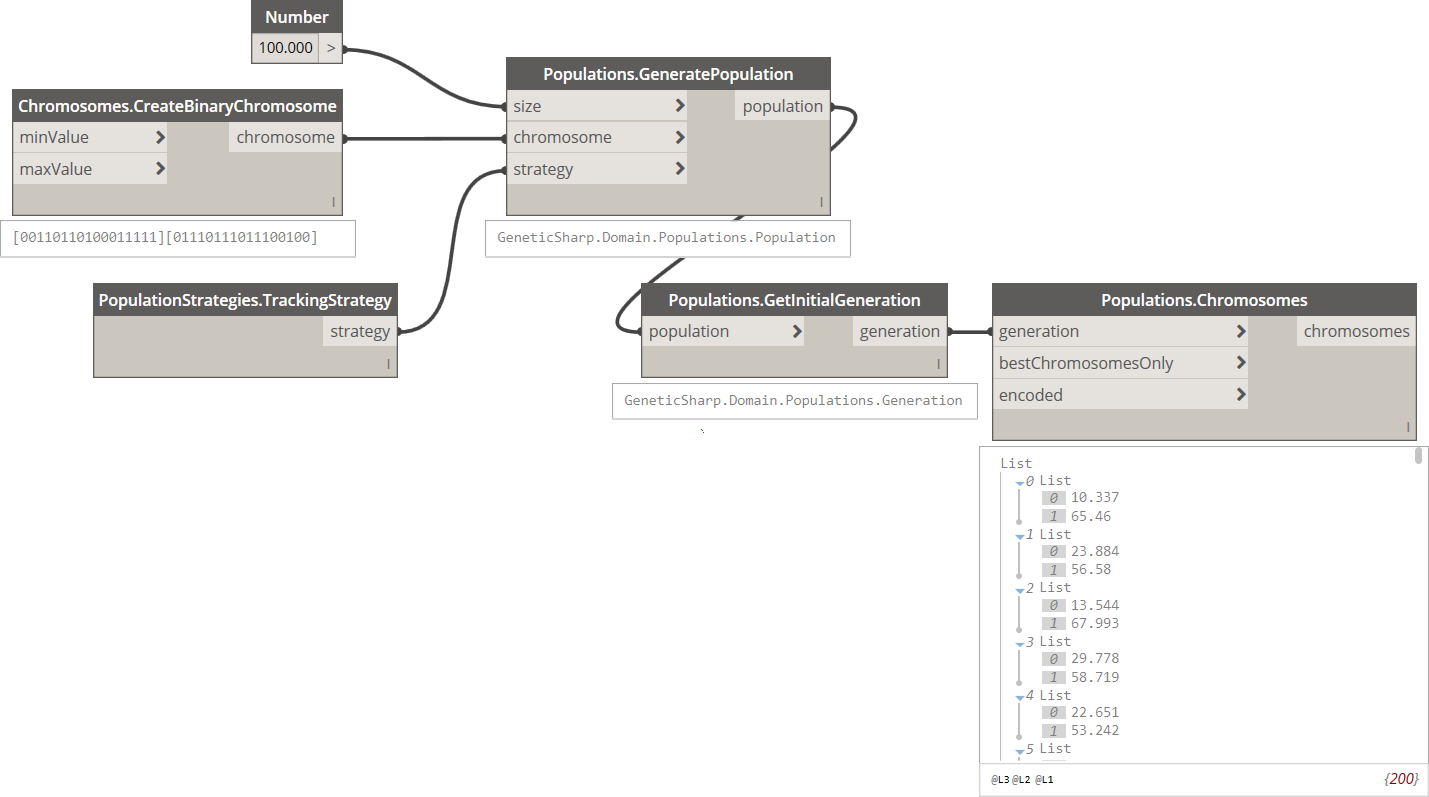 Number
100.000 >
Chromosomes.CreateBinaryChromosome
minValue
maxValue
chromosome
[00110110100011111][01110111011100100]
Populations.GeneratePopulation
size
chromosome
strategy
population
GeneticSharp.Domain.Populations.Population
PopulationStrategies.TrackingStrategy
strategy
Populations.GetInitialGeneration
population
generation
GeneticSharp.Domain.Populations.Generation
Populations.Chromosomes
generation
bestChromosomesOnly
encoded
chromosomes
List
0 List
0 10.337
1 65.46
1 List
0 23.884
1 56.58
2 List
0 13.544
1 67.993
3 List
0 29.778
1 58.719
4 List
0 22.651
1 53.242
5 List
@L3 @L2 @L1
{200}